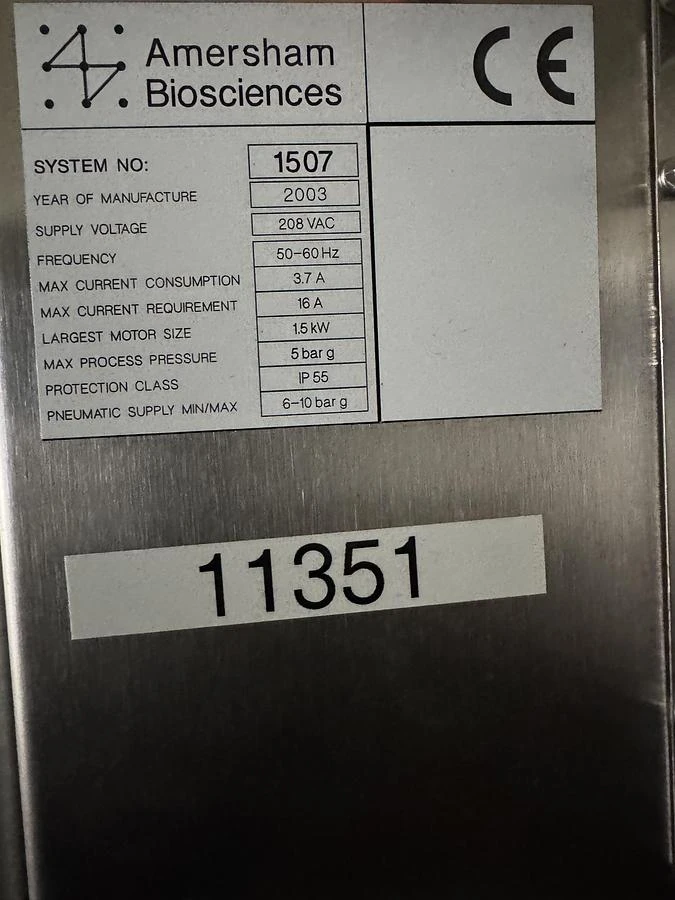 Amersham
Biosciences
CE
SYSTEM NO: 1507
YEAR OF MANUFACTURE 2003
SUPPLY VOLTAGE 208 VAC
FREQUENCY 50-60 Hz
MAX CURRENT CONSUMPTION 3.7 A
MAX CURRENT REQUIREMENT 16 A
LARGEST MOTOR SIZE 1.5 kW
MAX PROCESS PRESSURE 5 bar g
PROTECTION CLASS IP 55
PNEUMATIC SUPPLY MIN/MAX 6-10 bar g
11351